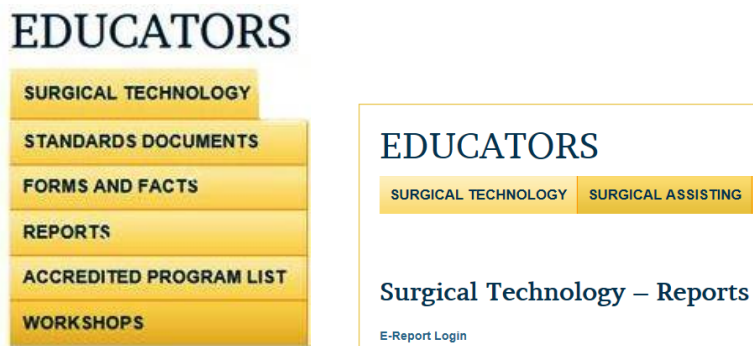 EDUCATORS
SURGICAL TECHNOLOGY
STANDARDS DOCUMENTS
FORMS AND FACTS
REPORTS
ACCREDITED PROGRAM LIST
WORKSHOPS
EDUCATORS
SURGICAL TECHNOLOGY SURGICAL ASSISTING
Surgical Technology – Reports
E-Report Login